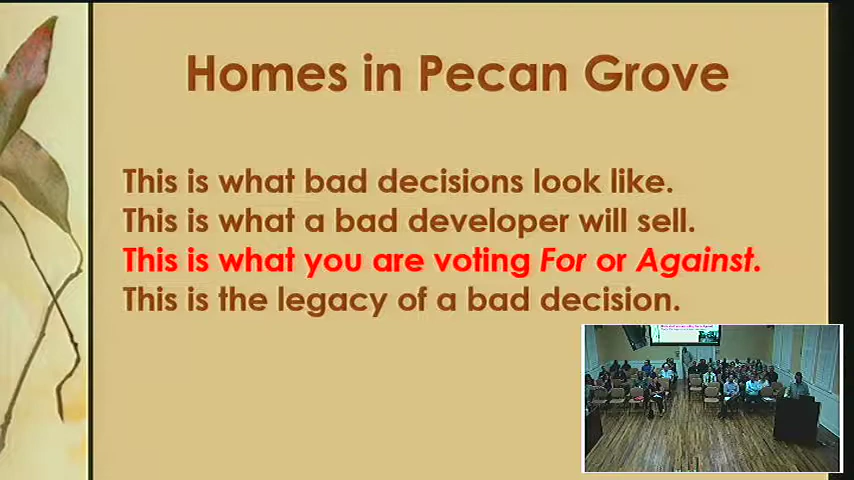 Homes in Pecan Grove
This is what bad decisions look like.
This is what a bad developer will sell.
This is what you are voting For or Against.
This is the legacy of a bad decision.